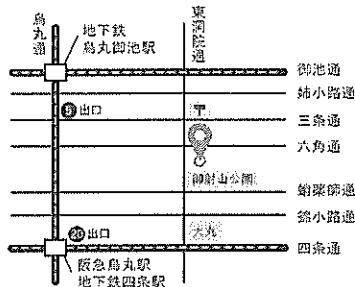 烏丸通
地下鉄
烏丸御池駅
東洞院通
御池通
姉小路通
5 出口
〒
三条通
六角通
御射山公園
蛸薬師通
錦小路通
大丸
出口
四条通
阪急烏丸駅
地下鉄四条駅